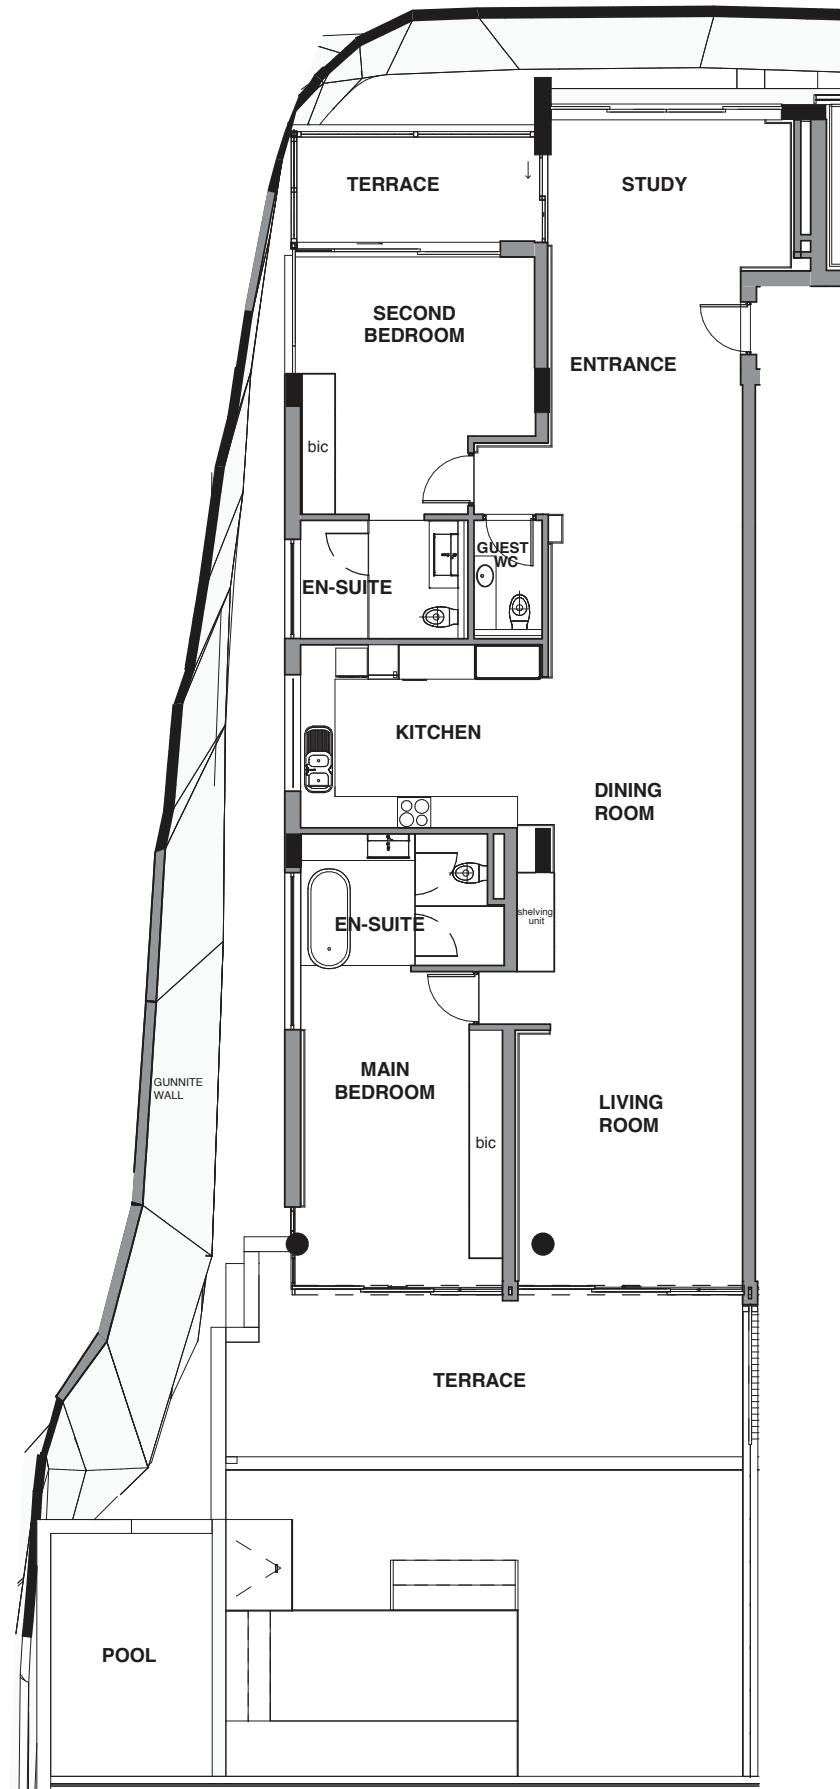 TERRACE
STUDY
SECOND
BEDROOM
ENTRANCE
bic
GUEST
WC
EN-SUITE
KITCHEN
DINING
ROOM
shelving
unit
EN-SUITE
MAIN
BEDROOM
GUNNITE
WALL
LIVING
ROOM
bic
TERRACE
POOL